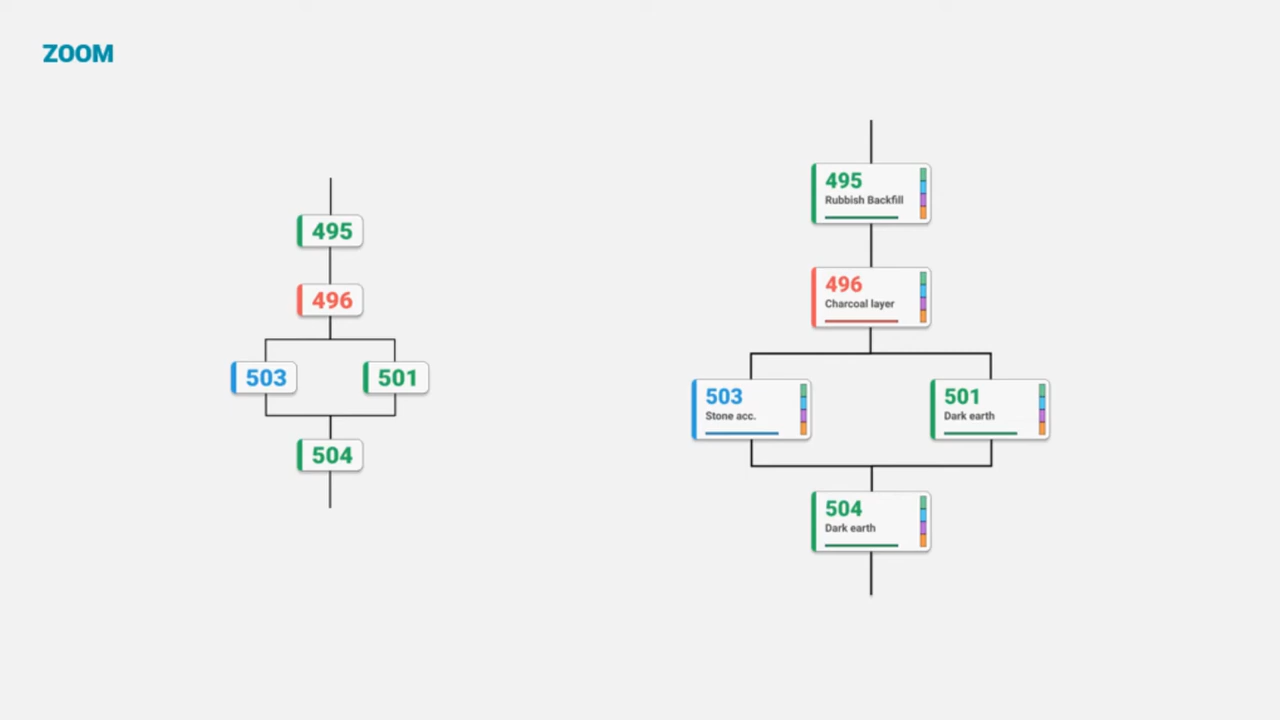 ZOOM
495
496
503
501
504
495
Rubbish Backfill
496
Charcoal layer
503
Stone acc.
501
Dark earth
504
Dark earth